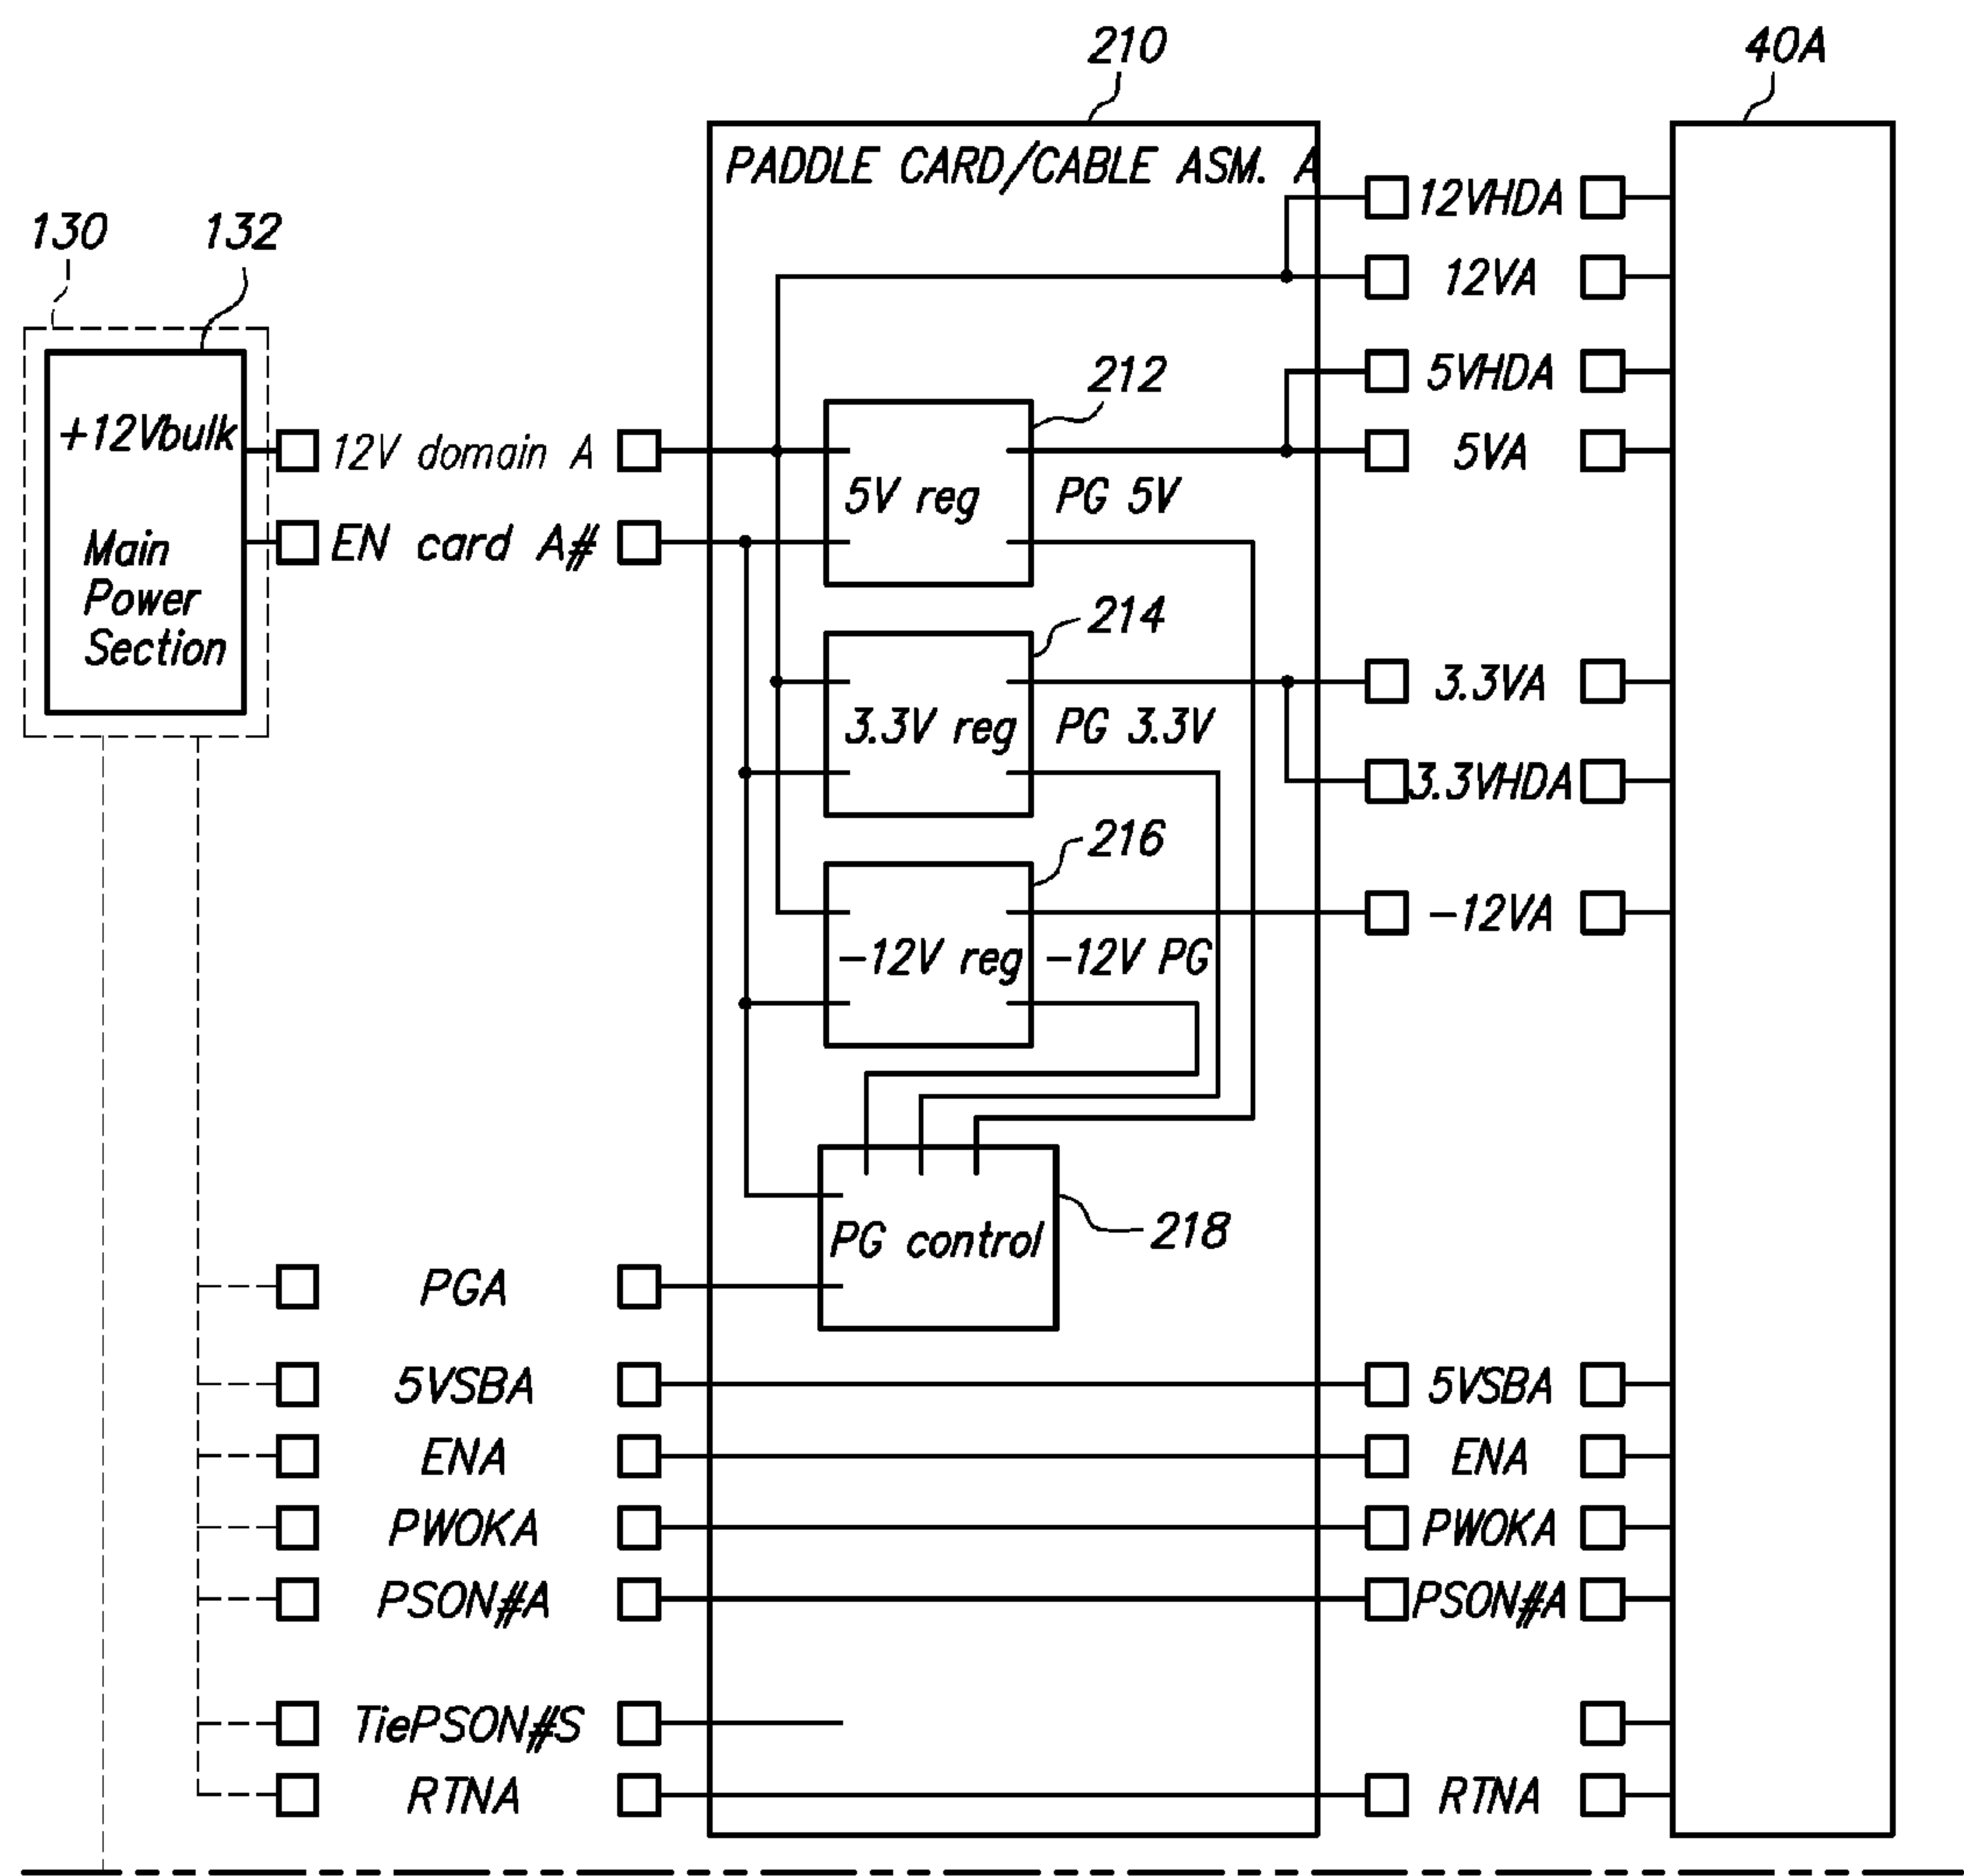 210
40A
PADDLE CARD/CABLE ASM. A
12VHDA
130
132
12VA
5VHDA
212
+12Vbulk
12V domain A
5VA
5V reg
PG 5V
Main
Power
Section
EN card A#
214
3.3VA
3.3V reg
PG 3.3V
3.3VHDA
216
-12VA
-12V reg
-12V PG
PG control
218
PGA
5VSBA
5VSBA
ENA
ENA
PWOKA
PWOKA
PSON#A
PSON#A
TiePSON#S
RTNA
RTNA